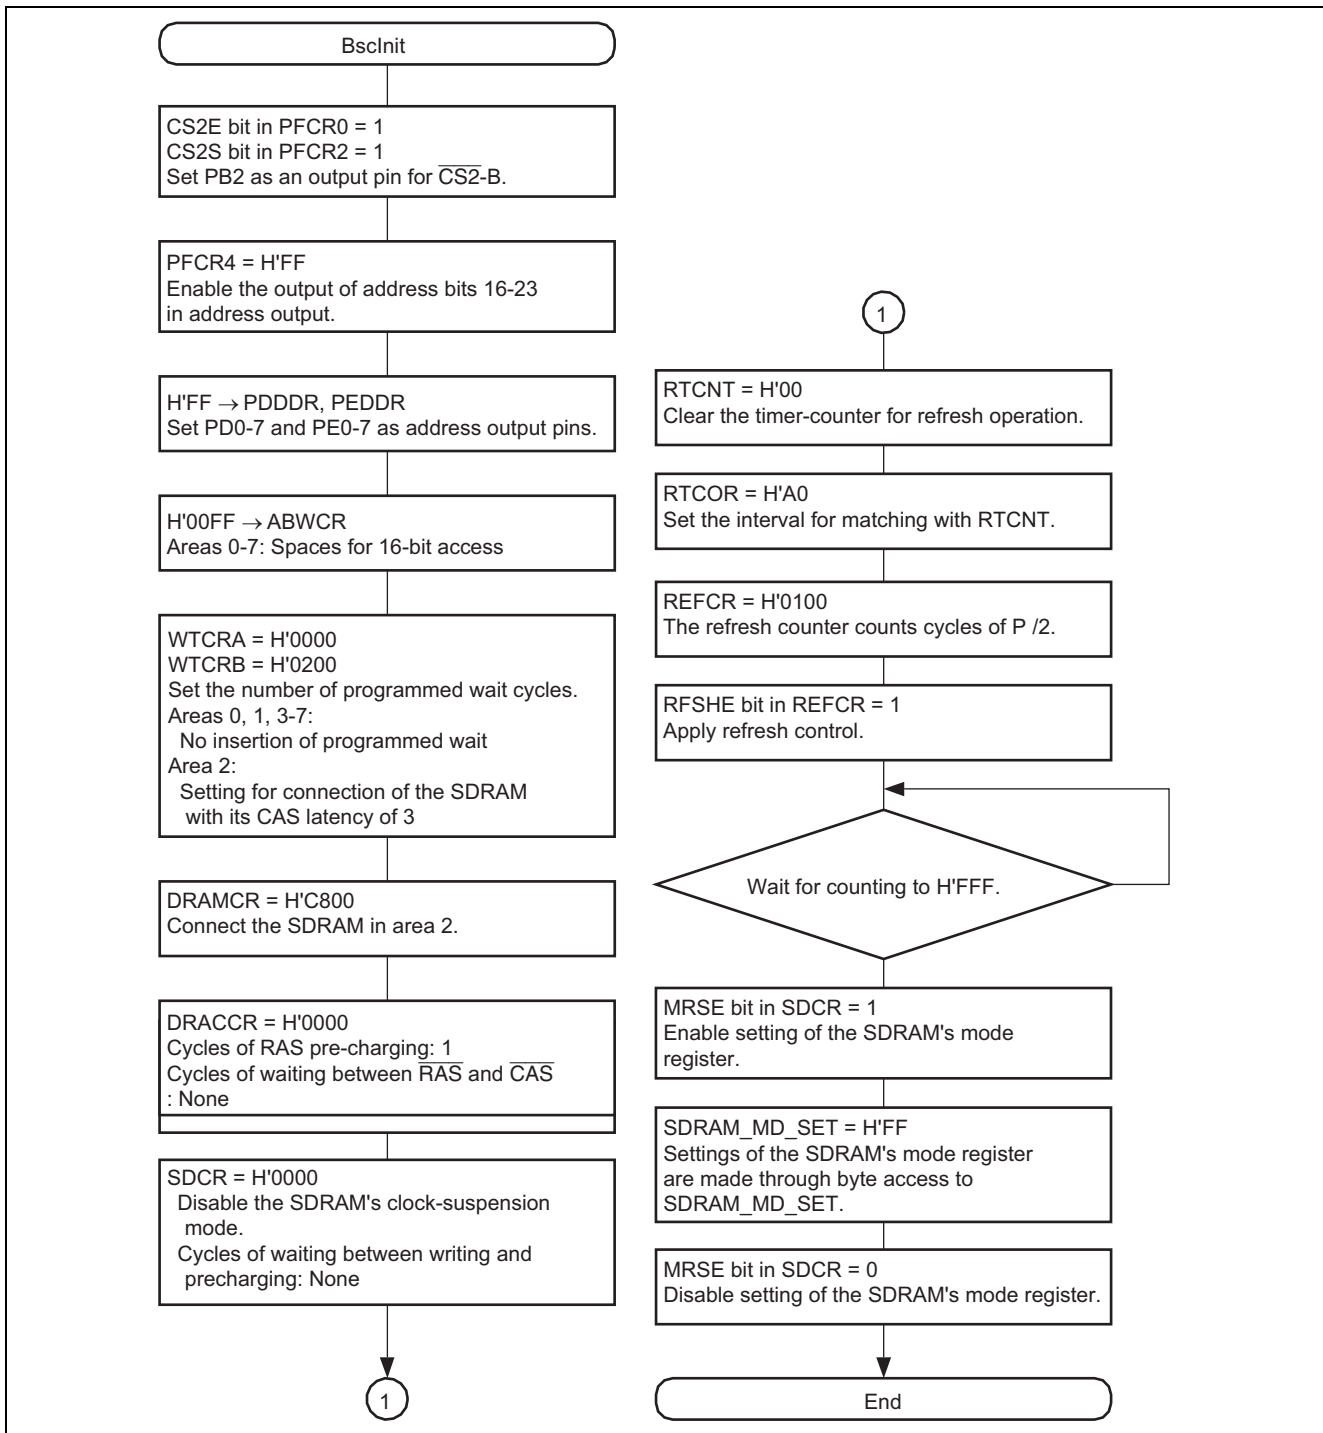 BscInit
CS2E bit in PFCR0 = 1
CS2S bit in PFCR2 = 1
Set PB2 as an output pin for C̅S̅2̅-B.
PFCR4 = H'FF
Enable the output of address bits 16-23
in address output.
H'FF → PDDDR, PEDDR
Set PD0-7 and PE0-7 as address output pins.
H'00FF → ABWCR
Areas 0-7: Spaces for 16-bit access
WTCRA = H'0000
WTCRB = H'0200
Set the number of programmed wait cycles.
Areas 0, 1, 3-7:
No insertion of programmed wait
Area 2:
Setting for connection of the SDRAM
with its CAS latency of 3
DRAMCR = H'C800
Connect the SDRAM in area 2.
DRACCR = H'0000
Cycles of RAS pre-charging: 1
Cycles of waiting between R̅A̅S̅ and C̅A̅S̅
: None
SDCR = H'0000
Disable the SDRAM's clock-suspension
mode.
Cycles of waiting between writing and
precharging: None
1
1
RTCNT = H'00
Clear the timer-counter for refresh operation.
RTCOR = H'A0
Set the interval for matching with RTCNT.
REFCR = H'0100
The refresh counter counts cycles of P /2.
RFSHE bit in REFCR = 1
Apply refresh control.
Wait for counting to H'FFF.
MRSE bit in SDCR = 1
Enable setting of the SDRAM's mode
register.
SDRAM_MD_SET = H'FF
Settings of the SDRAM's mode register
are made through byte access to
SDRAM_MD_SET.
MRSE bit in SDCR = 0
Disable setting of the SDRAM's mode register.
End